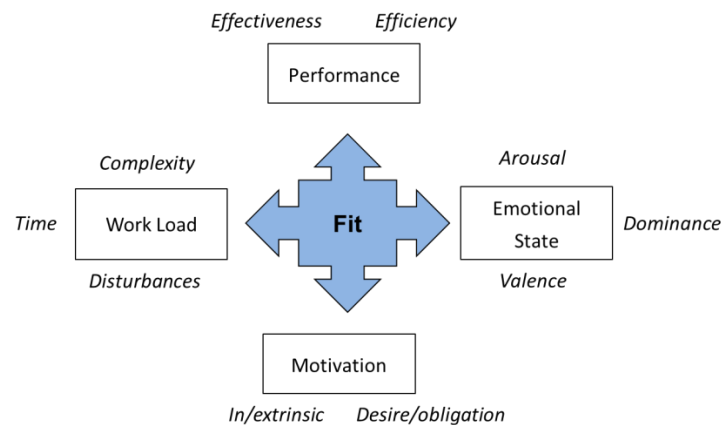 Effectiveness Efficiency
Performance
Complexity
Arousal
Time
Work Load
Fit
Emotional
State
Dominance
Disturbances
Valence
Motivation
In/extrinsic Desire/obligation